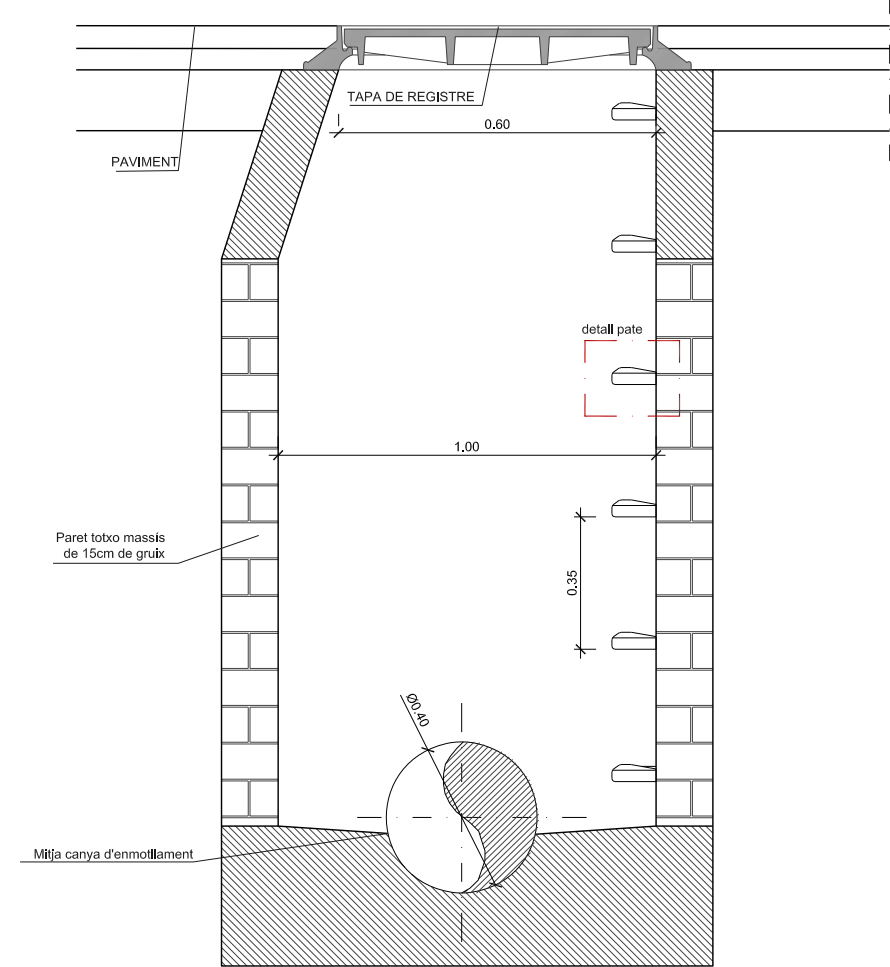 TAPA DE REGISTRE
0.60
PAVIMENT
detall pate
1.00
Paret totxo massís
de 15cm de gruix
0.35
Ø0.40
Mitja canya d'enmotllament